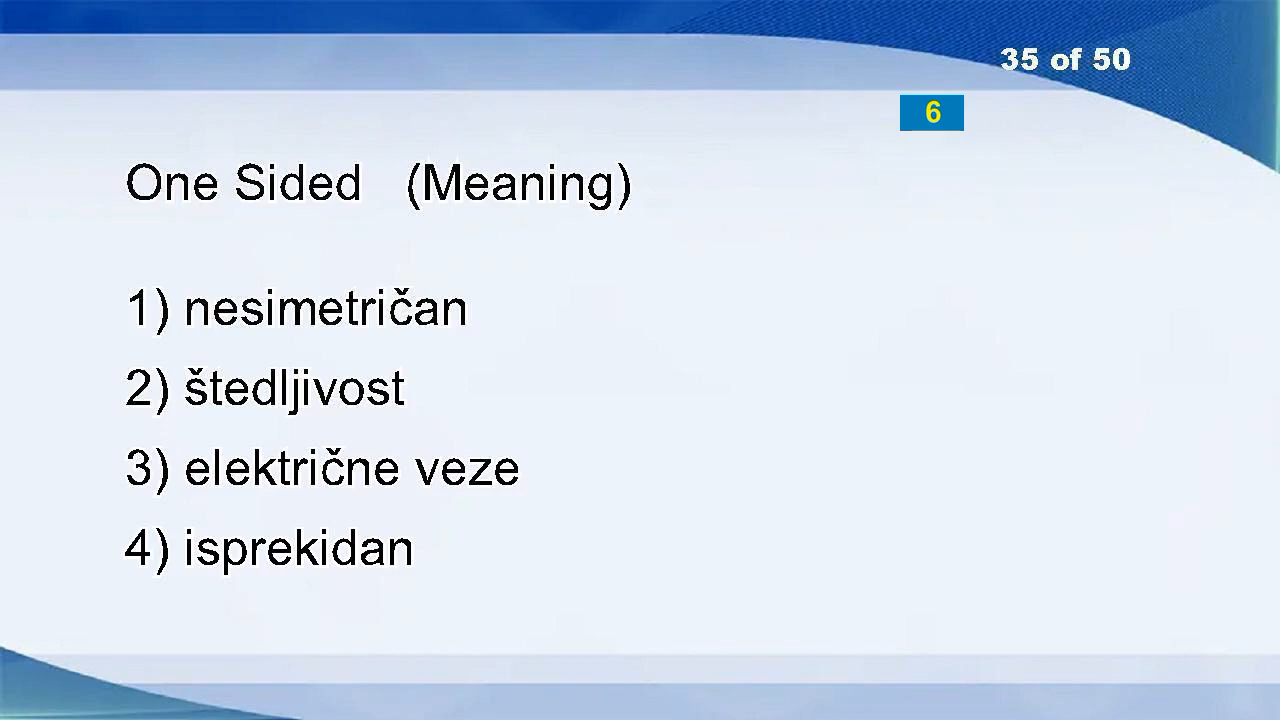 35 of 50
6
One Sided (Meaning)
1) nesimetričan
2) štedljivost
3) električne veze
4) isprekidan